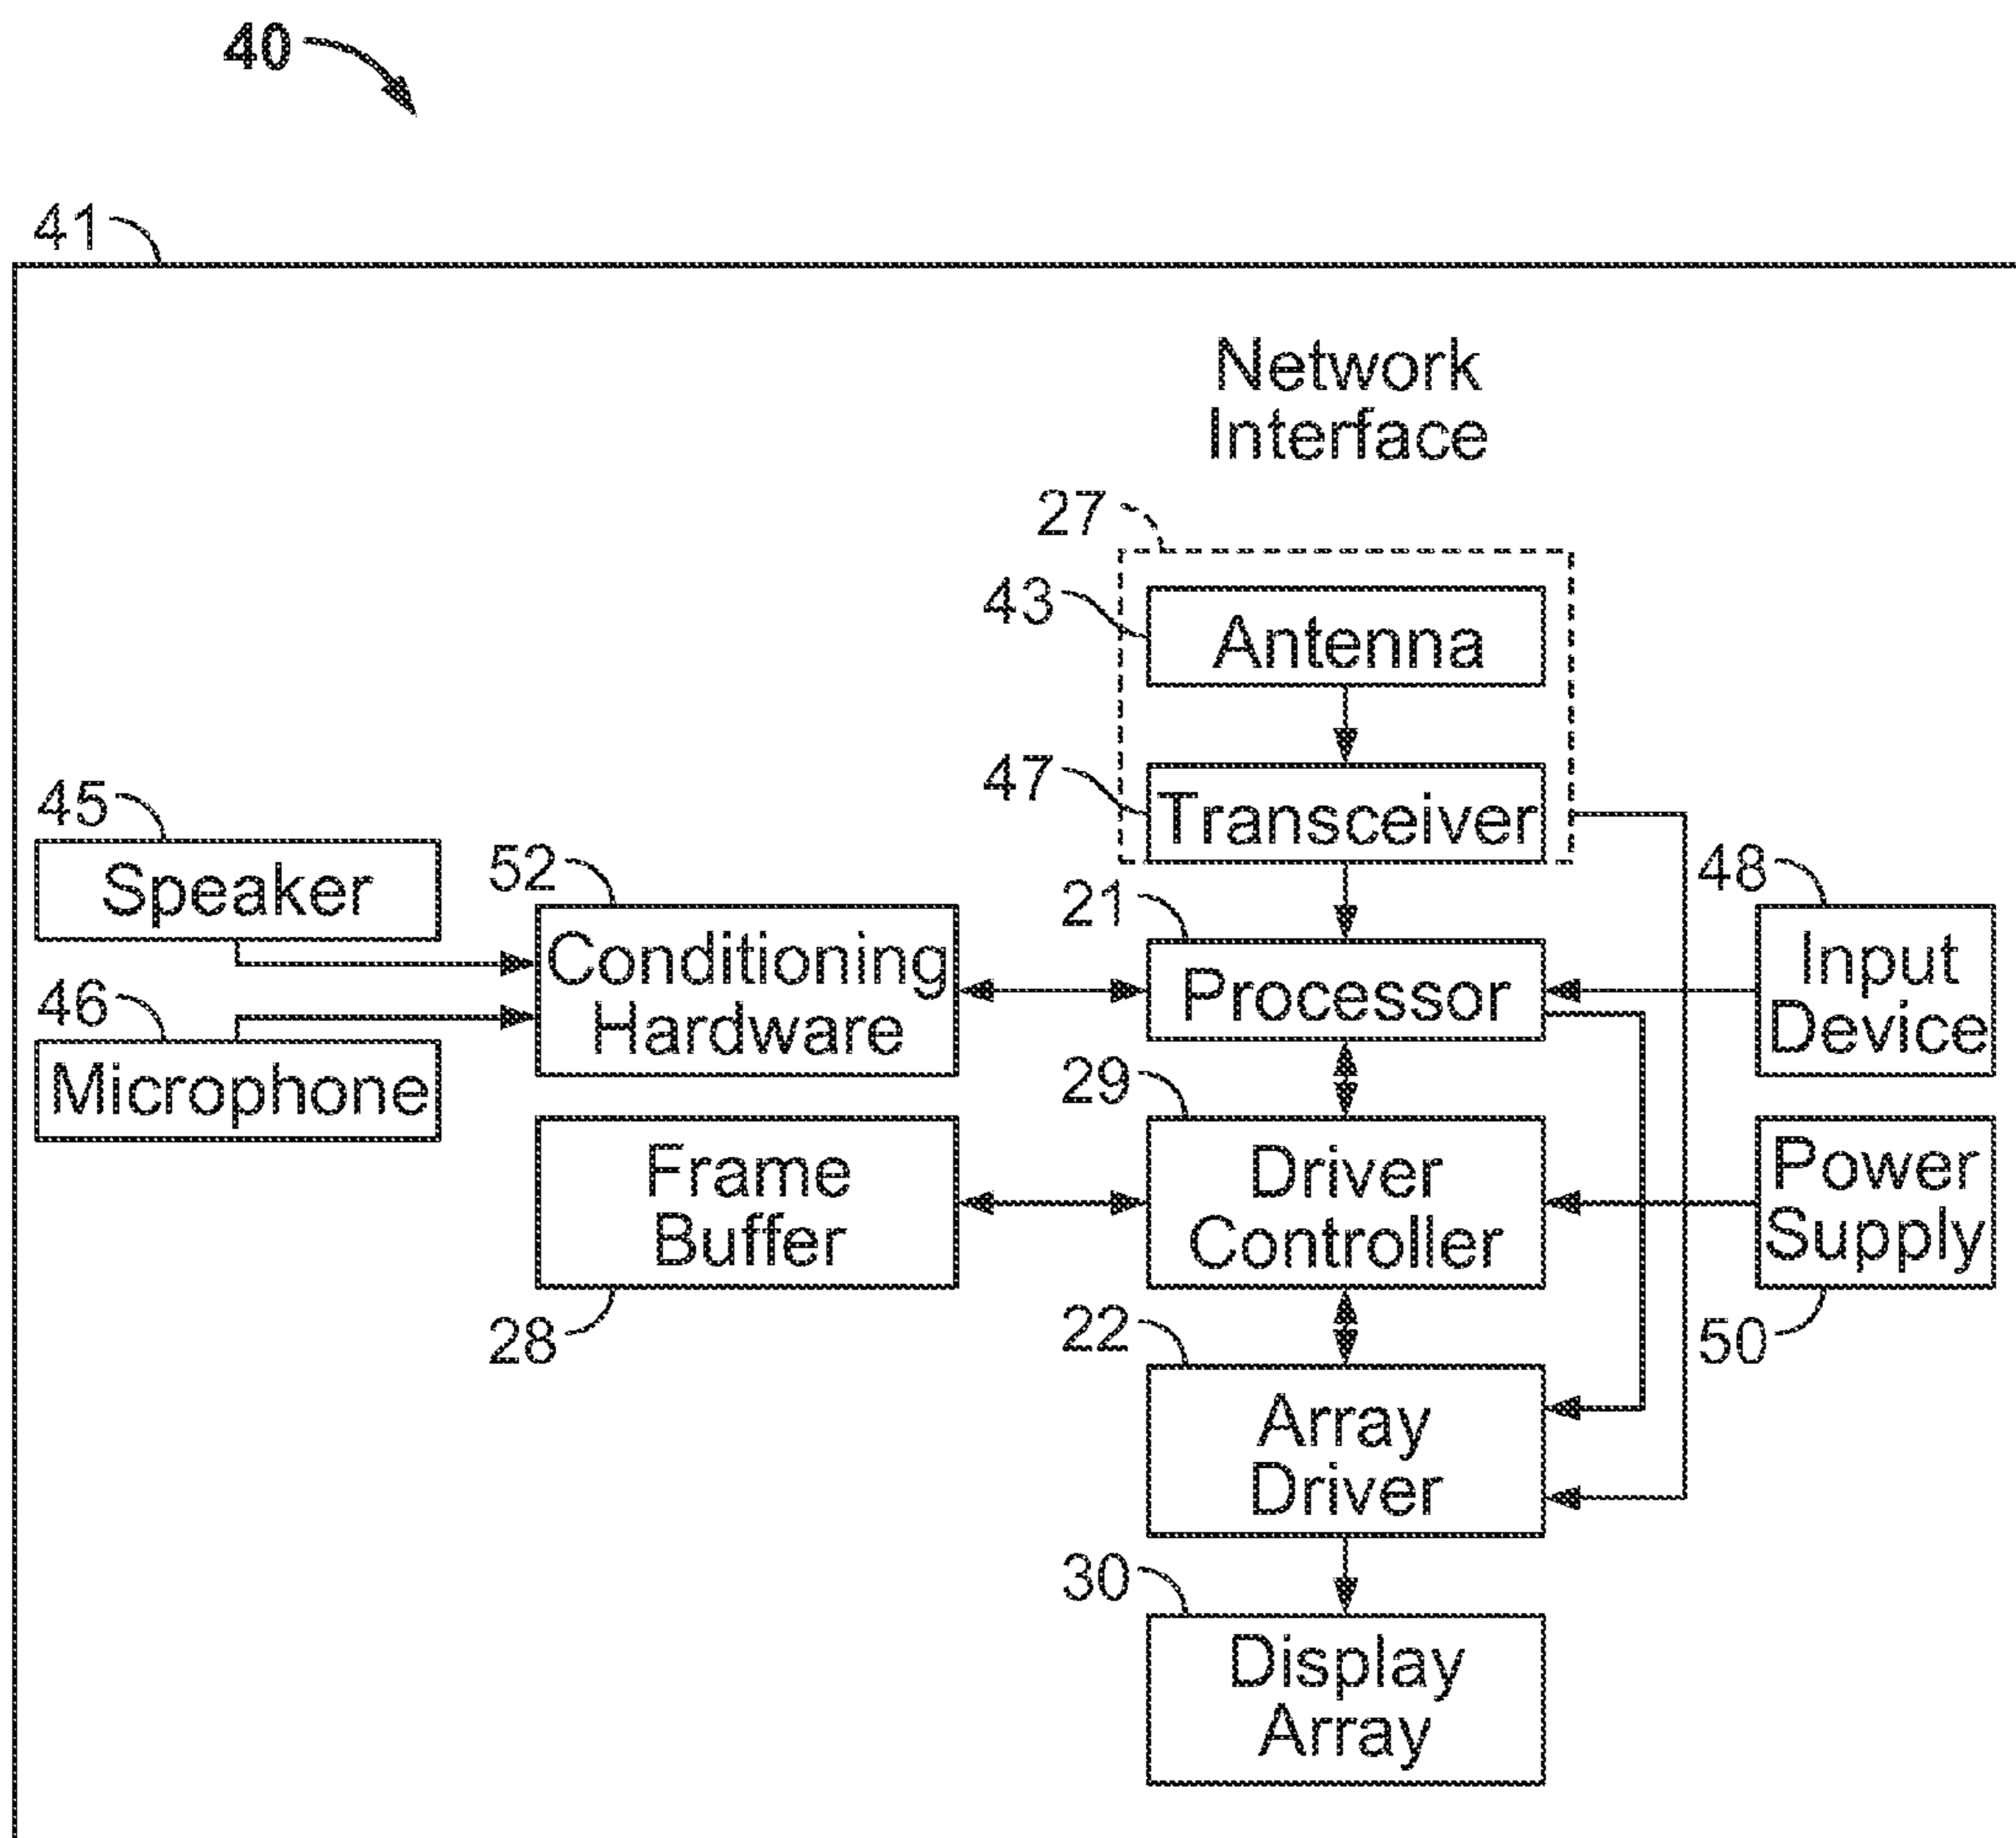 40
41
Network
Interface
27
43
Antenna
47
Transceiver
45
Speaker
52
Conditioning
Hardware
21
Processor
48
Input
Device
46
Microphone
29
Driver
Controller
Frame
Buffer
28
Power
Supply
50
22
Array
Driver
30
Display
Array